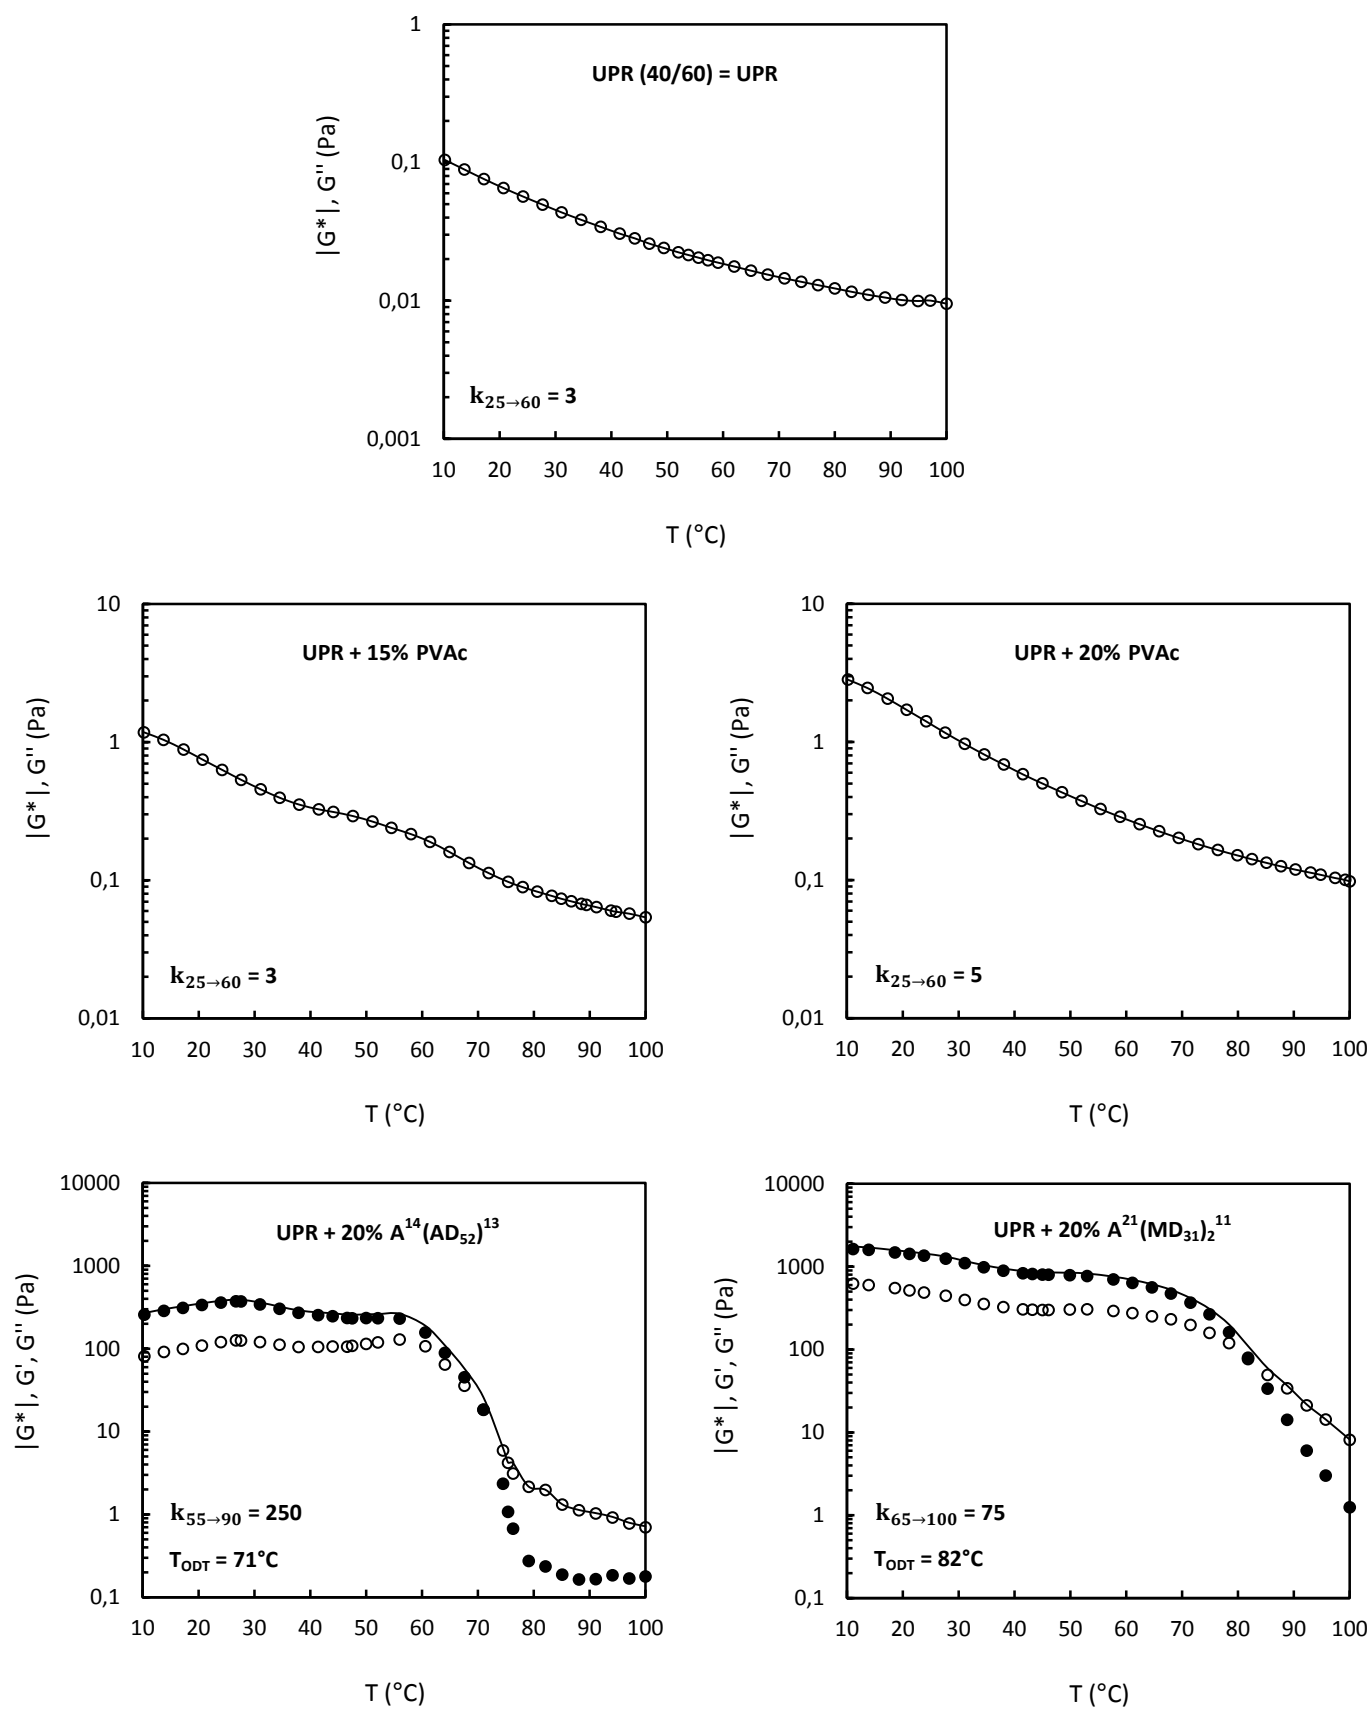 1
UPR (40/60) = UPR
0,1
|G*|, G'' (Pa)
0,01
k25→60 = 3
0,001
10 20 30 40 50 60 70 80 90 100
T (°C)
10
UPR + 15% PVAc
1
|G*|, G'' (Pa)
0,1
k25→60 = 3
0,01
10 20 30 40 50 60 70 80 90 100
T (°C)
10
UPR + 20% PVAc
1
|G*|, G'' (Pa)
0,1
k25→60 = 5
0,01
10 20 30 40 50 60 70 80 90 100
T (°C)
10000
UPR + 20% A¹⁴(AD₅₂)¹³
1000
|G*|, G', G'' (Pa)
100
10
1
k55→90 = 250
TODT = 71°C
0,1
10 20 30 40 50 60 70 80 90 100
T (°C)
10000
UPR + 20% A²¹(MD₃₁)₂¹¹
1000
|G*|, G', G'' (Pa)
100
10
1
k65→100 = 75
TODT = 82°C
0,1
10 20 30 40 50 60 70 80 90 100
T (°C)